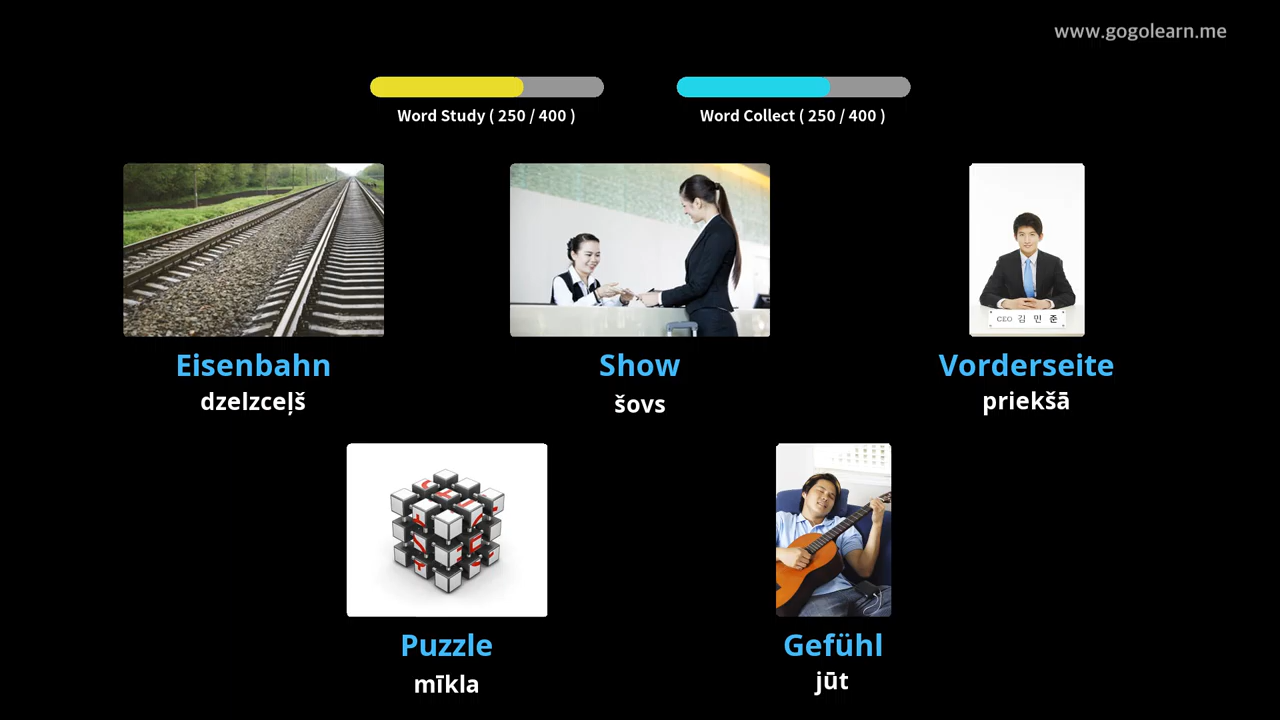 www.gogolearn.me
Word Study ( 250 / 400 )
Word Collect ( 250 / 400 )
Eisenbahn
dzelzceļš
Show
šovs
CEO 김 민 준
Vorderseite
priekšā
Puzzle
mīkla
Gefühl
jūt